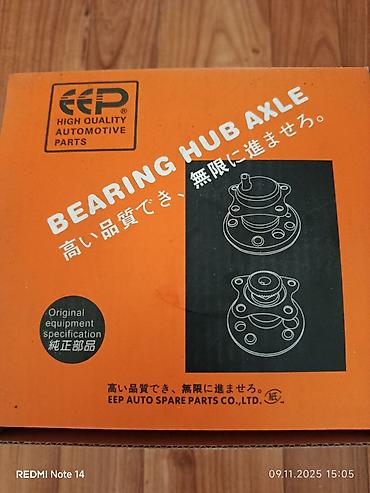 EEP®
HIGH QUALITY
AUTOMOTIVE
PARTS
BEARING HUB AXLE
高い品質でき、無限に進ませろ。
Original
equipment
specification
純正部品
高い品質でき、無限に進ませろ。
EEP AUTO SPARE PARTS CO.,LTD.
紙
REDMI Note 14
09.11.2025 15:05